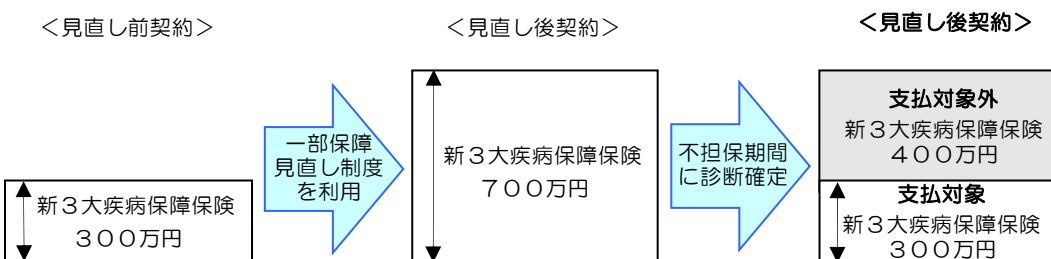 ＜見直し前契約＞
新３大疾病保障保険
３００万円
一部保障
見直し制度
を利用
＜見直し後契約＞
新３大疾病保障保険
７００万円
不担保期間
に診断確定
＜見直し後契約＞
支払対象外
新３大疾病保障保険
４００万円
支払対象
新３大疾病保障保険
３００万円